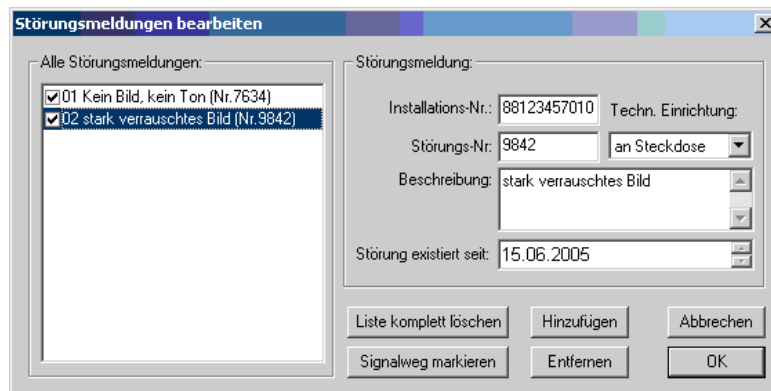 Störungsmeldungen bearbeiten
Alle Störungsmeldungen:
01 Kein Bild, kein Ton (Nr.7634)
02 stark verrauschtes Bild (Nr.9842)
Störungsmeldung:
Installations-Nr.: 88123457010 Techn. Einrichtung:
Störungs-Nr: 9842 an Steckdose
Beschreibung: stark verrauschtes Bild
Störung existiert seit: 15.06.2005
Liste komplett löschen Hinzufügen Abbrechen
Signalweg markieren Entfernen OK